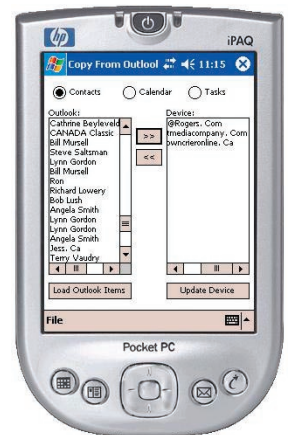 hp
iPAQ
Copy From Outlool 11:15
Contacts Calendar Tasks
Outlook: Device:
Cathrine Beyleveld
CANADA Classic
Bill Mursell
Steve Saltsman
Lynn Gordon
Bill Mursell
Ron
Richard Lowery
Bob Lush
Angela Smith
Lynn Gordon
Lynn Gordon
Angela Smith
Jess. Ca
Terry Vaudry
>>
<<
@Rogers. Com
tmediacompany. Com
owncrieronline. Ca
Load Outlook Items Update Device
File
Pocket PC